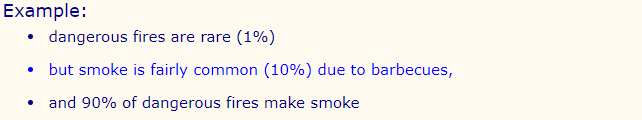 Example:
• dangerous fires are rare (1%)
• but smoke is fairly common (10%) due to barbecues,
• and 90% of dangerous fires make smoke